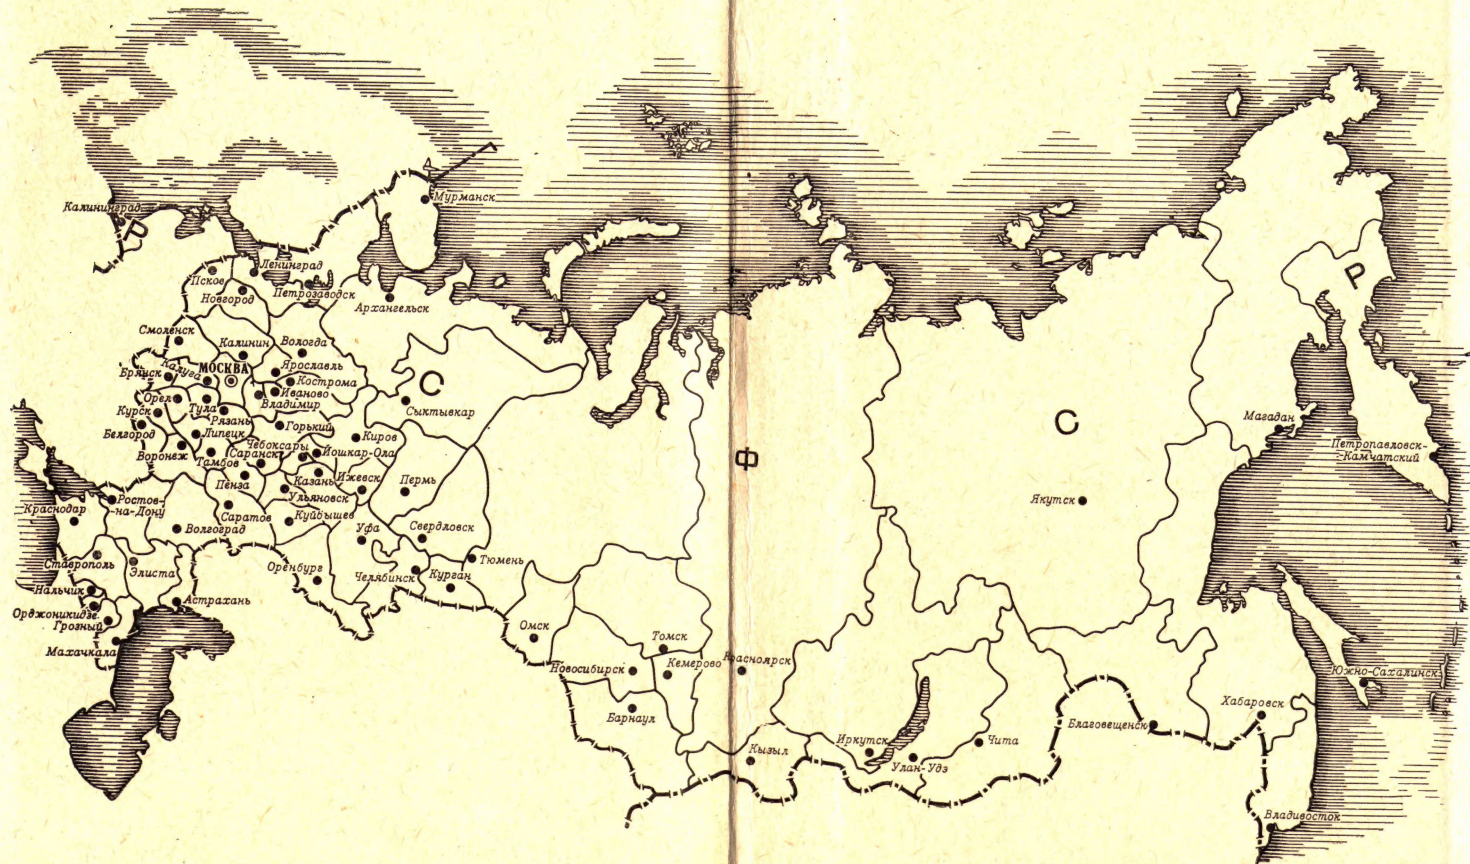 Мурманск
Калининград
Р
Ленинград
Псков
Новгород
Петрозаводск
Архангельск
Р
Смоленск
Калинин
Вологда
Брянск
Калуга
МОСКВА
Ярославль
Кострома
С
Орел
Иваново
Владимир
Тула
Курск
Рязань
Сыктывкар
С
Магадан
Белгород
Липецк
Горький
Киров
Воронеж
Чебоксары
Саранск
Йошкар-Ола
Тамбов
Ф
Петропавловск-
-Камчатский
Пенза
Казань
Ижевск
Пермь
Ульяновск
Якутск
Ростов-
-на-Дону
Краснодар
Саратов
Куйбышев
Волгоград
Уфа
Свердловск
Ставрополь
Элиста
Оренбург
Челябинск
Курган
Тюмень
Нальчик
Астрахань
Орджоникидзе
Грозный
Махачкала
Омск
Томск
Новосибирск
Кемерово
Красноярск
Южно-Сахалинск
Барнаул
Хабаровск
Благовещенск
Кызыл
Иркутск
Чита
Улан-Удэ
Владивосток